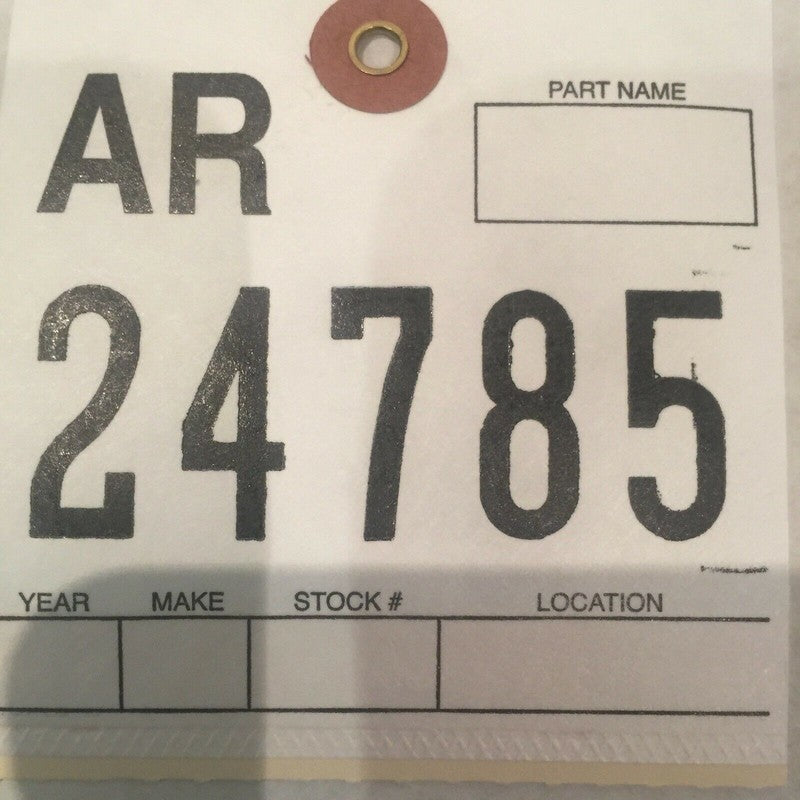 AR
PART NAME
24785
YEAR MAKE STOCK # LOCATION